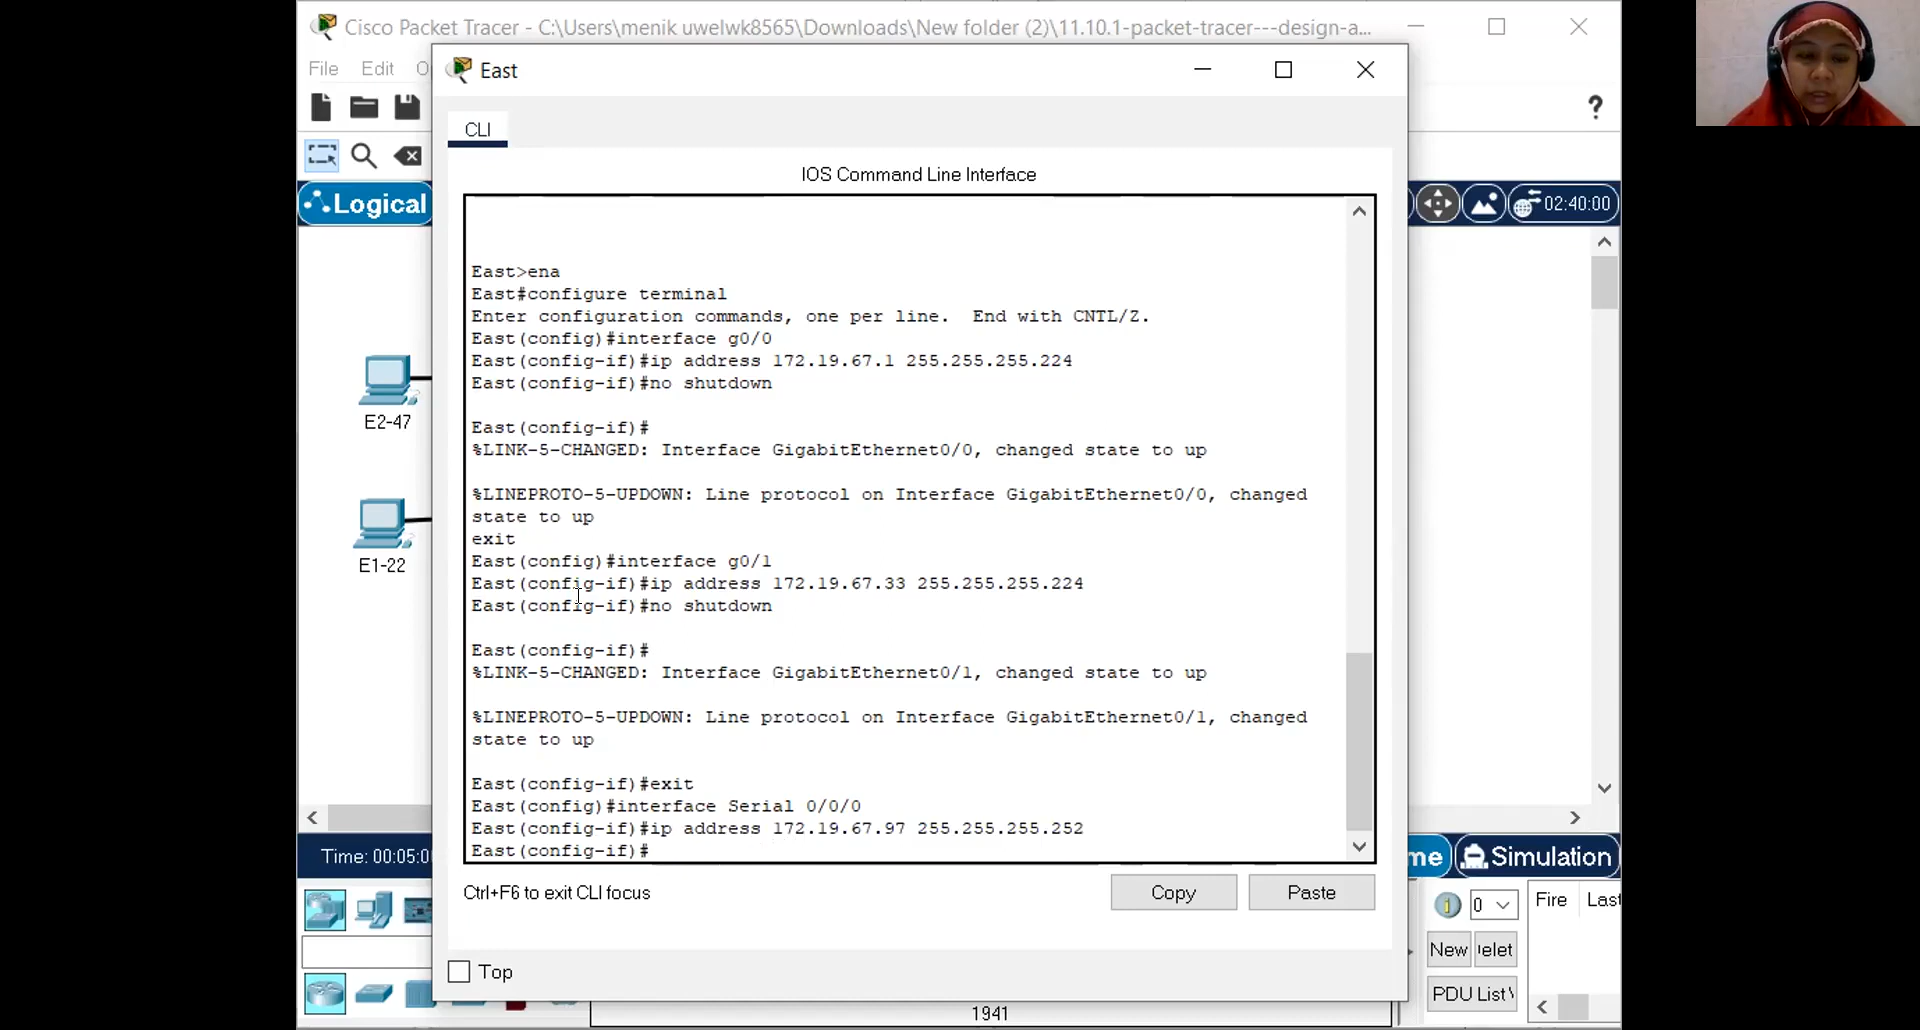 Cisco Packet Tracer - C:\Users\menik uwelwk8565\Downloads\New folder (2)\11.10.1-packet-tracer---design-a...
File Edit
East
CLI
IOS Command Line Interface
Logical
02:40:00
East>ena
East#configure terminal
Enter configuration commands, one per line.  End with CNTL/Z.
East(config)#interface g0/0
East(config-if)#ip address 172.19.67.1 255.255.255.224
East(config-if)#no shutdown
East(config-if)#
%LINK-5-CHANGED: Interface GigabitEthernet0/0, changed state to up
%LINEPROTO-5-UPDOWN: Line protocol on Interface GigabitEthernet0/0, changed
state to up
exit
East(config)#interface g0/1
East(config-if)#ip address 172.19.67.33 255.255.255.224
East(config-if)#no shutdown
East(config-if)#
%LINK-5-CHANGED: Interface GigabitEthernet0/1, changed state to up
%LINEPROTO-5-UPDOWN: Line protocol on Interface GigabitEthernet0/1, changed
state to up
East(config-if)#exit
East(config)#interface Serial 0/0/0
East(config-if)#ip address 172.19.67.97 255.255.255.252
East(config-if)#
E2-47
E1-22
Time: 00:05:0
me
Simulation
Ctrl+F6 to exit CLI focus
Copy
Paste
0
Fire
Last
New
elet
Top
PDU List
1941